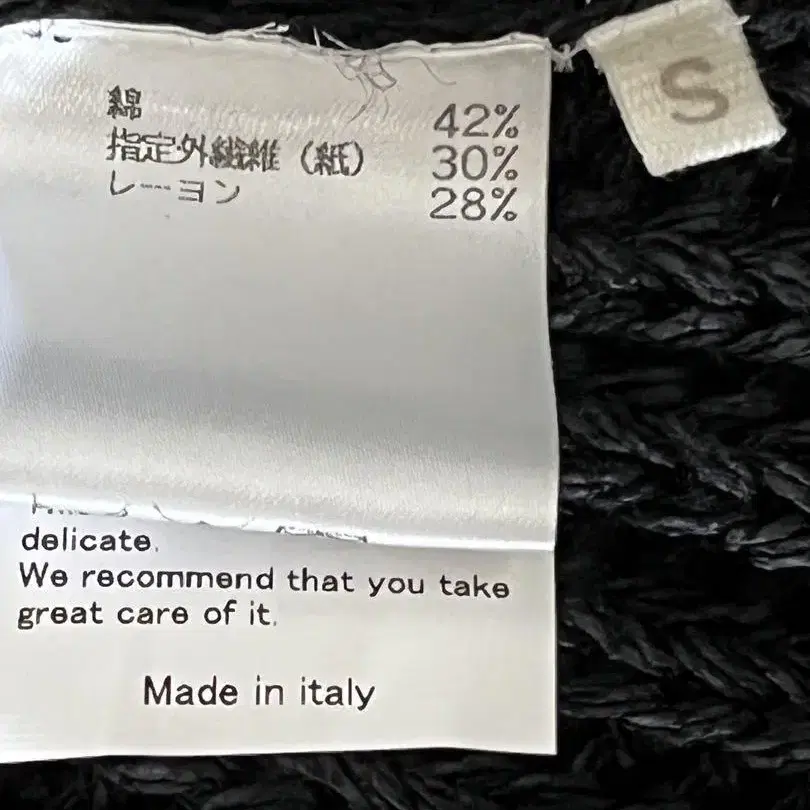 綿 42%
指定外繊維 (紙) 30%
レーヨン 28%
S
delicate.
We recommend that you take
great care of it.
Made in italy